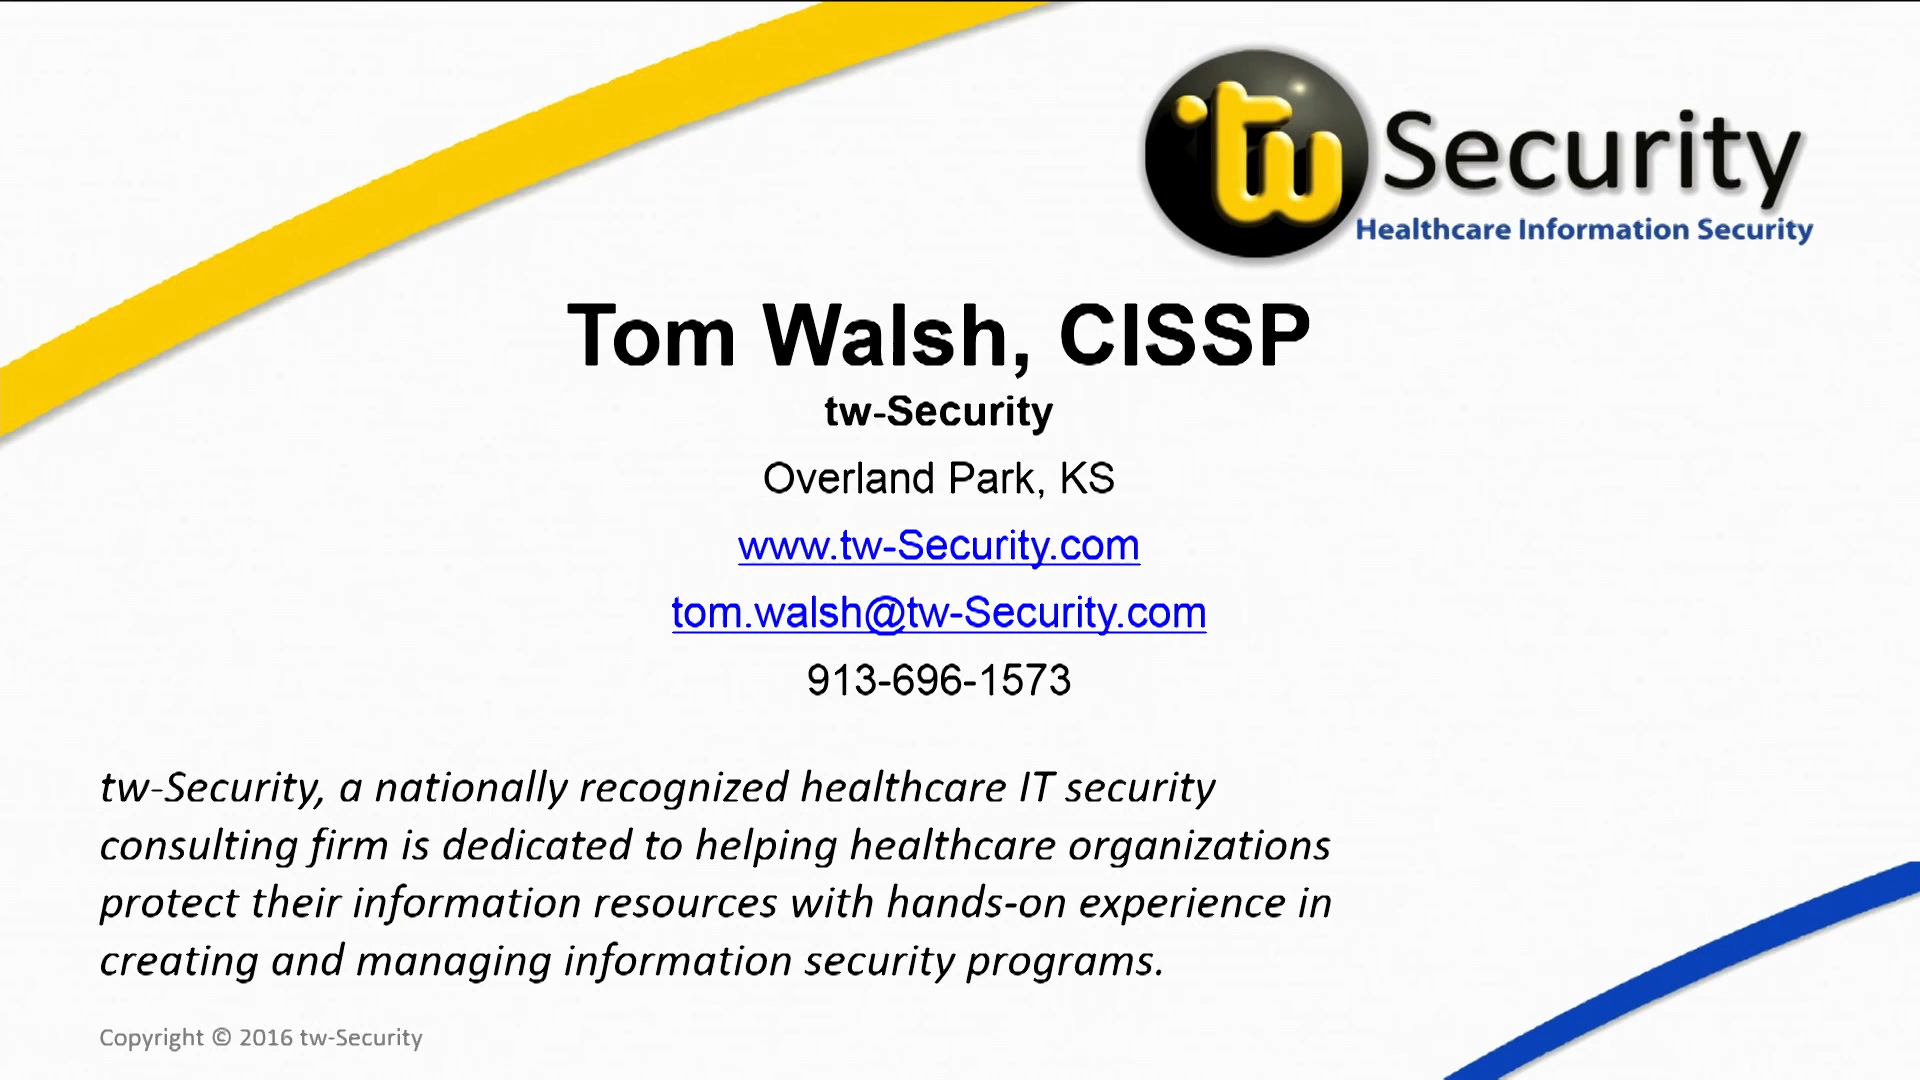 tw Security
Healthcare Information Security
Tom Walsh, CISSP
tw-Security
Overland Park, KS
www.tw-Security.com
tom.walsh@tw-Security.com
913-696-1573
tw-Security, a nationally recognized healthcare IT security
consulting firm is dedicated to helping healthcare organizations
protect their information resources with hands-on experience in
creating and managing information security programs.
Copyright © 2016 tw-Security